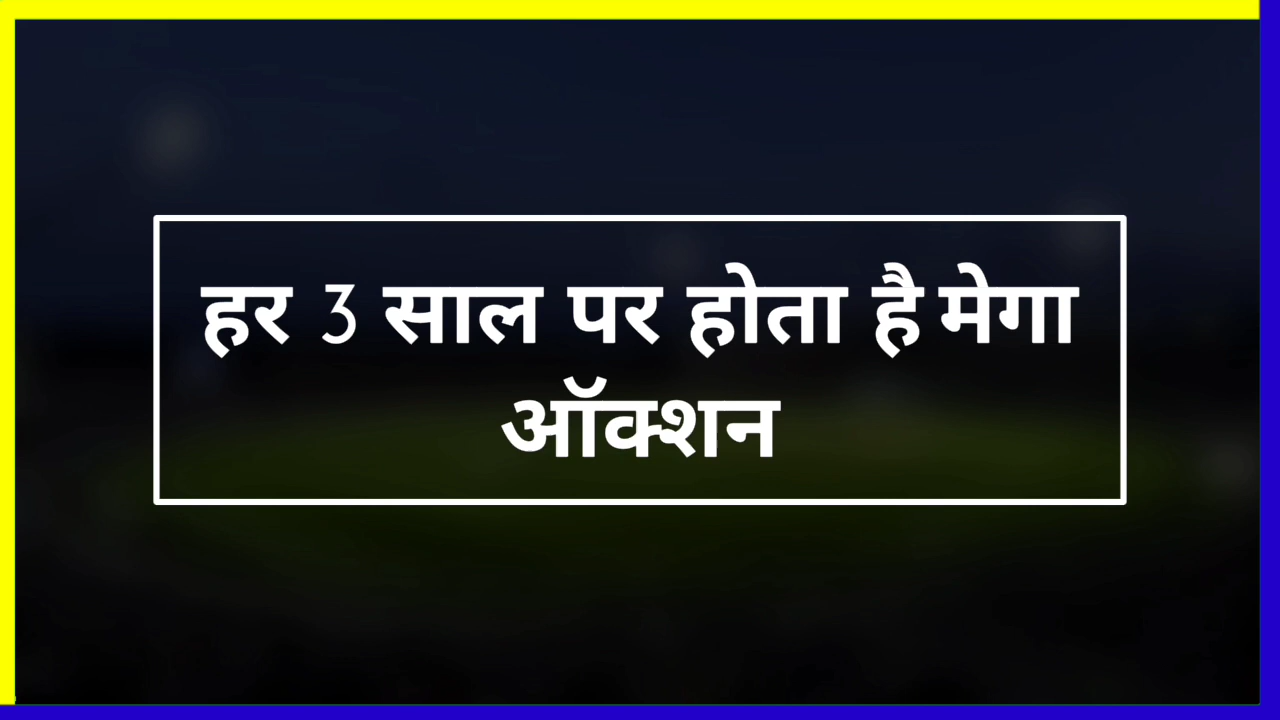 हर 3 साल पर होता है मेगा
ऑक्शन